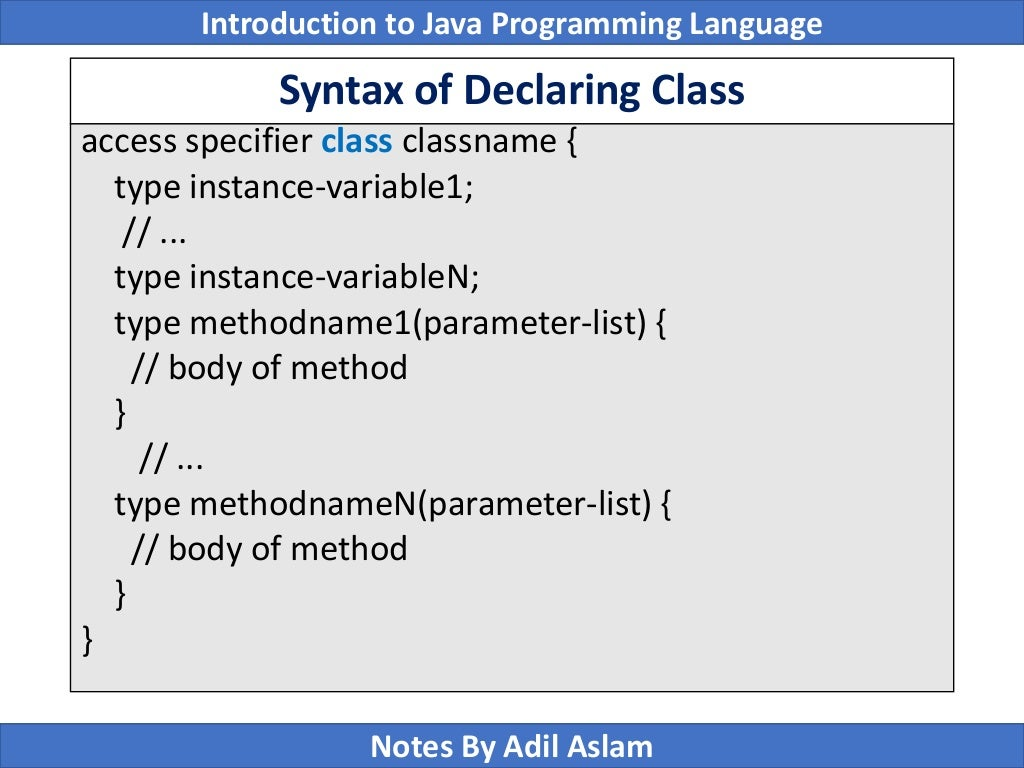 Introduction to Java Programming Language
Syntax of Declaring Class
access specifier class classname {
type instance-variable1;
// ...
type instance-variableN;
type methodname1(parameter-list) {
// body of method
}
// ...
type methodnameN(parameter-list) {
// body of method
}
}
Notes By Adil Aslam